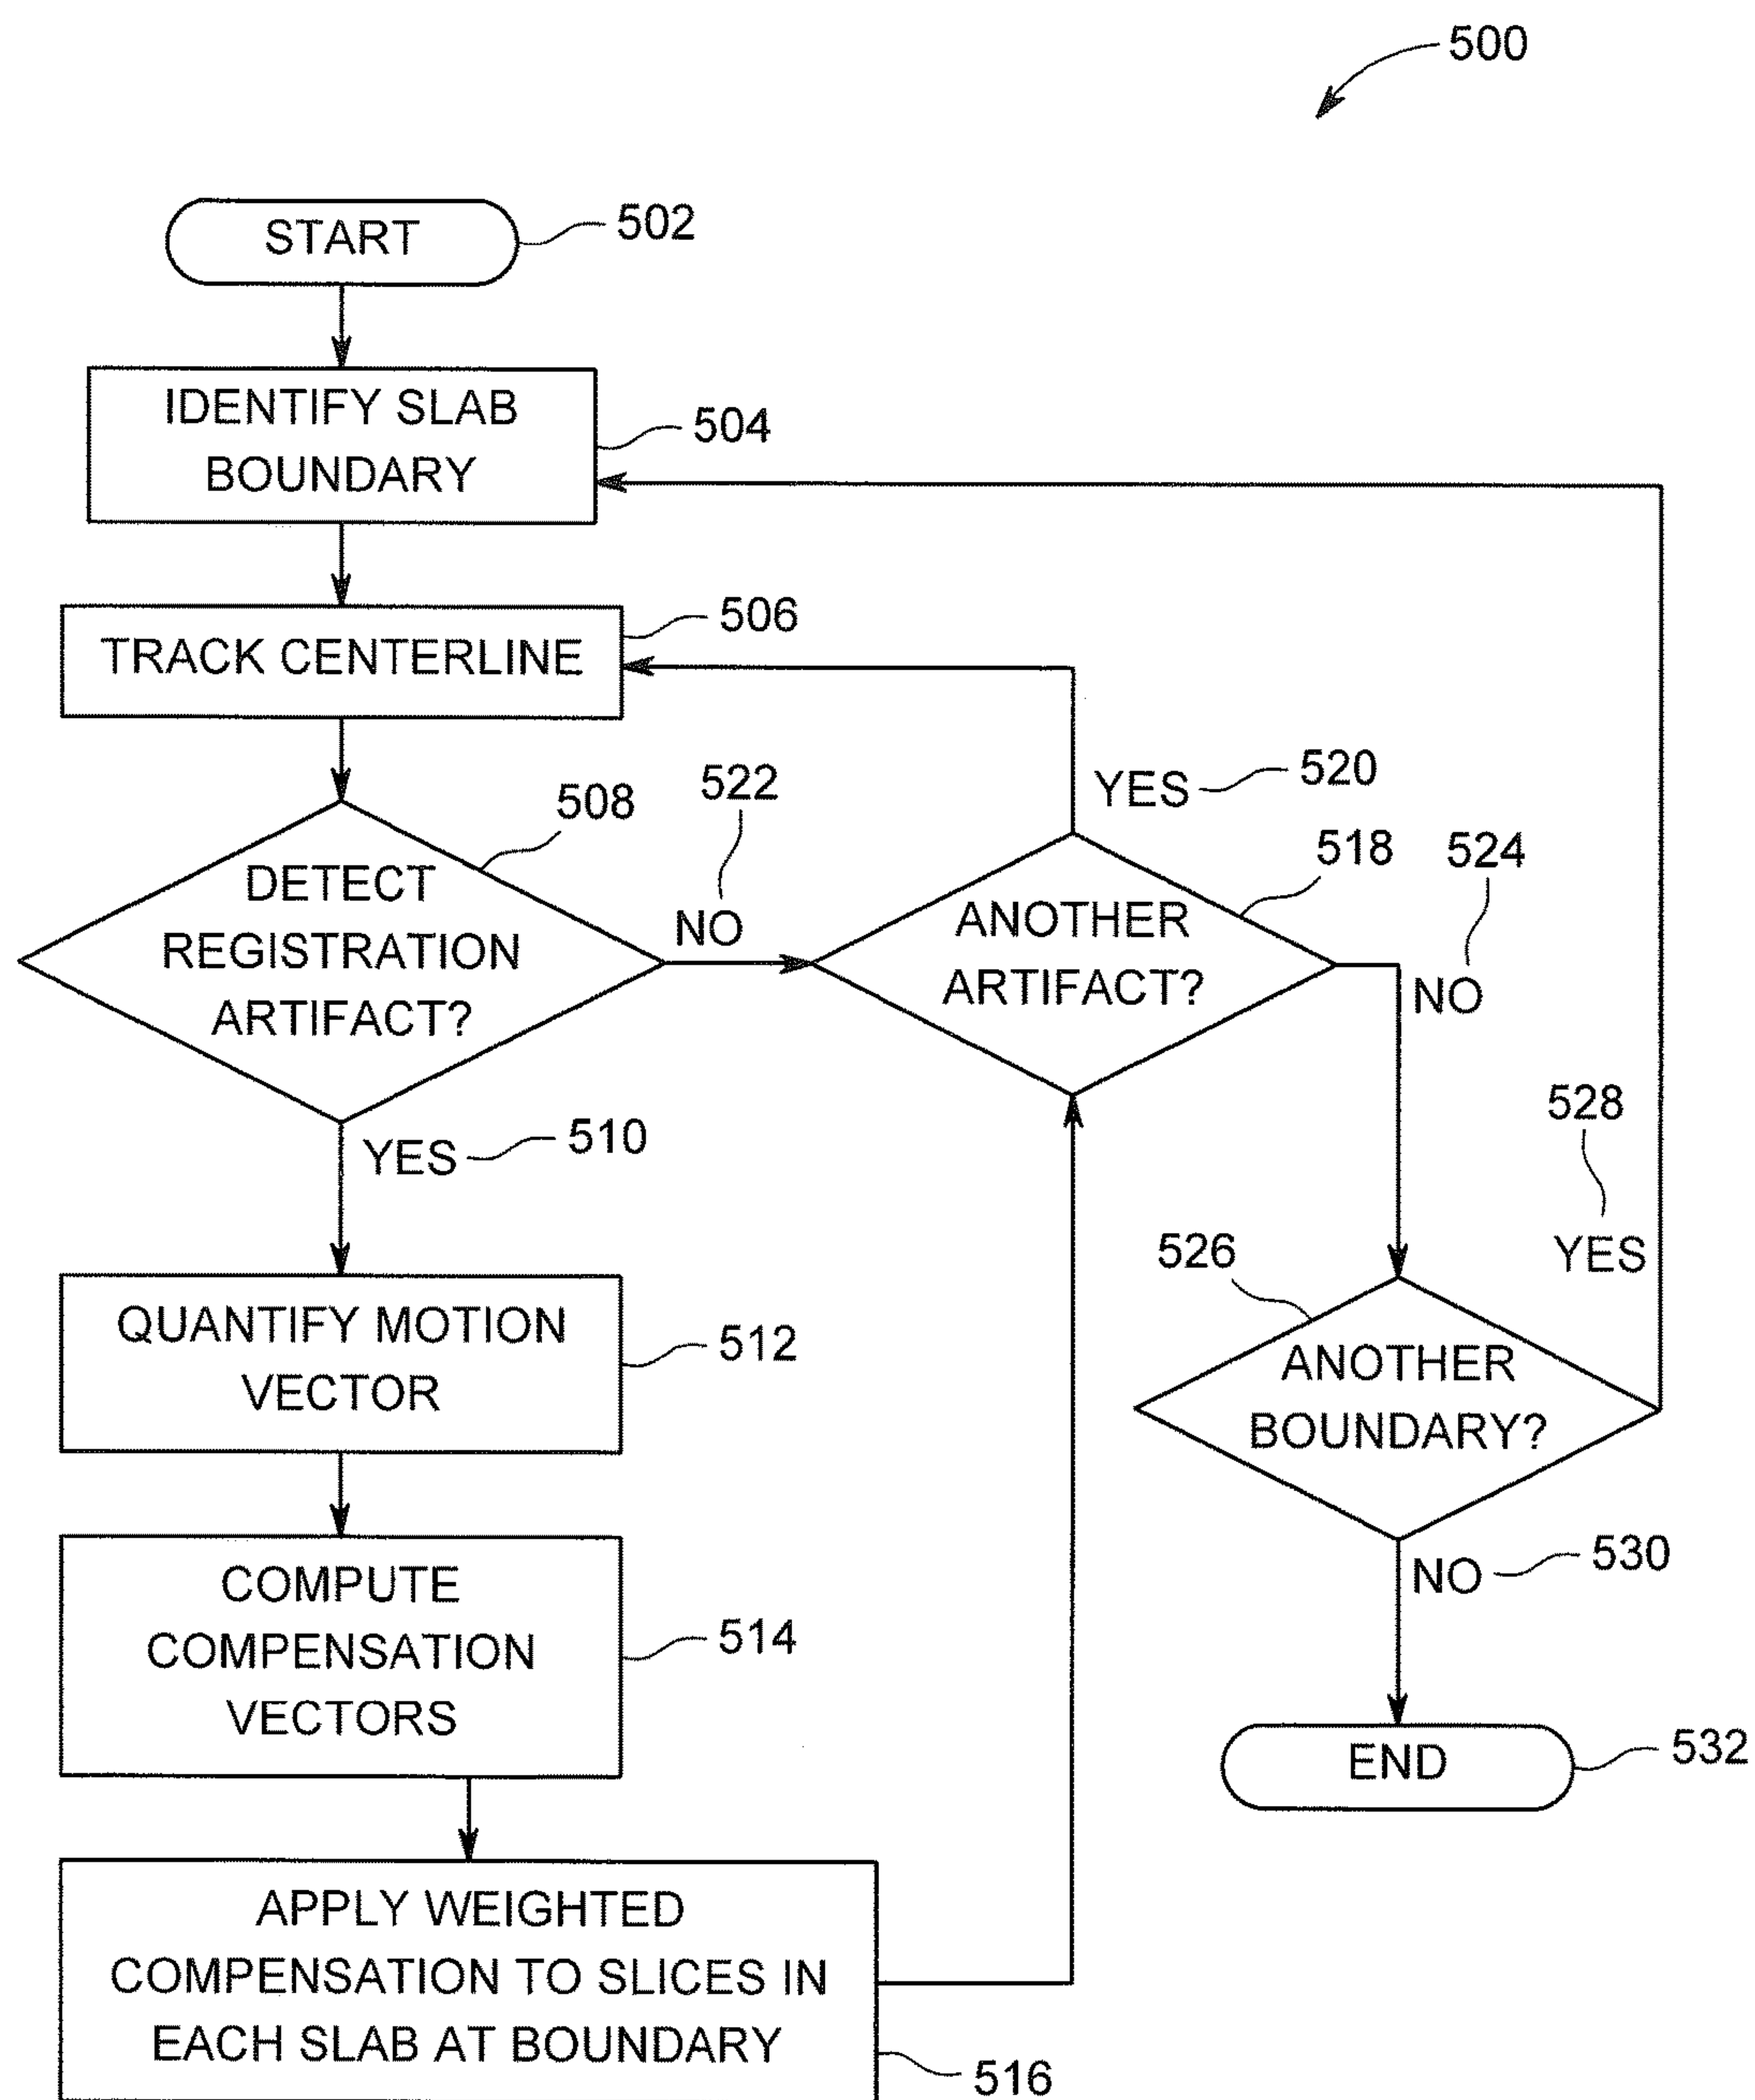 500
START
502
IDENTIFY SLAB
BOUNDARY
504
TRACK CENTERLINE
506
DETECT
REGISTRATION
ARTIFACT?
508
NO
522
YES
510
ANOTHER
ARTIFACT?
518
YES
520
NO
524
QUANTIFY MOTION
VECTOR
512
COMPUTE
COMPENSATION
VECTORS
514
APPLY WEIGHTED
COMPENSATION TO SLICES IN
EACH SLAB AT BOUNDARY
516
ANOTHER
BOUNDARY?
526
YES
528
NO
530
END
532